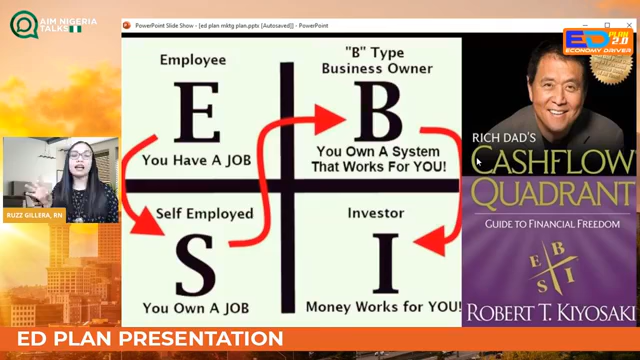 AIM NIGERIA
TALKS
PowerPoint Slide Show - [ed mktg plan.pptx [Autosaved]] - PowerPoint
ED PLAN 2.0
ECONOMY DRIVER
Employee
E
You Have A JOB
"B" Type
Business Owner
B
You Own A System
That Works For YOU!
Self Employed
S
You Own A JOB
Investor
I
Money Works for YOU!
RICH DAD'S
CASHFLOW
QUADRANT
GUIDE TO FINANCIAL FREEDOM
E B
S I
ROBERT T. KIYOSAKI
RUZZ GILLERA, RN
ED PLAN PRESENTATION